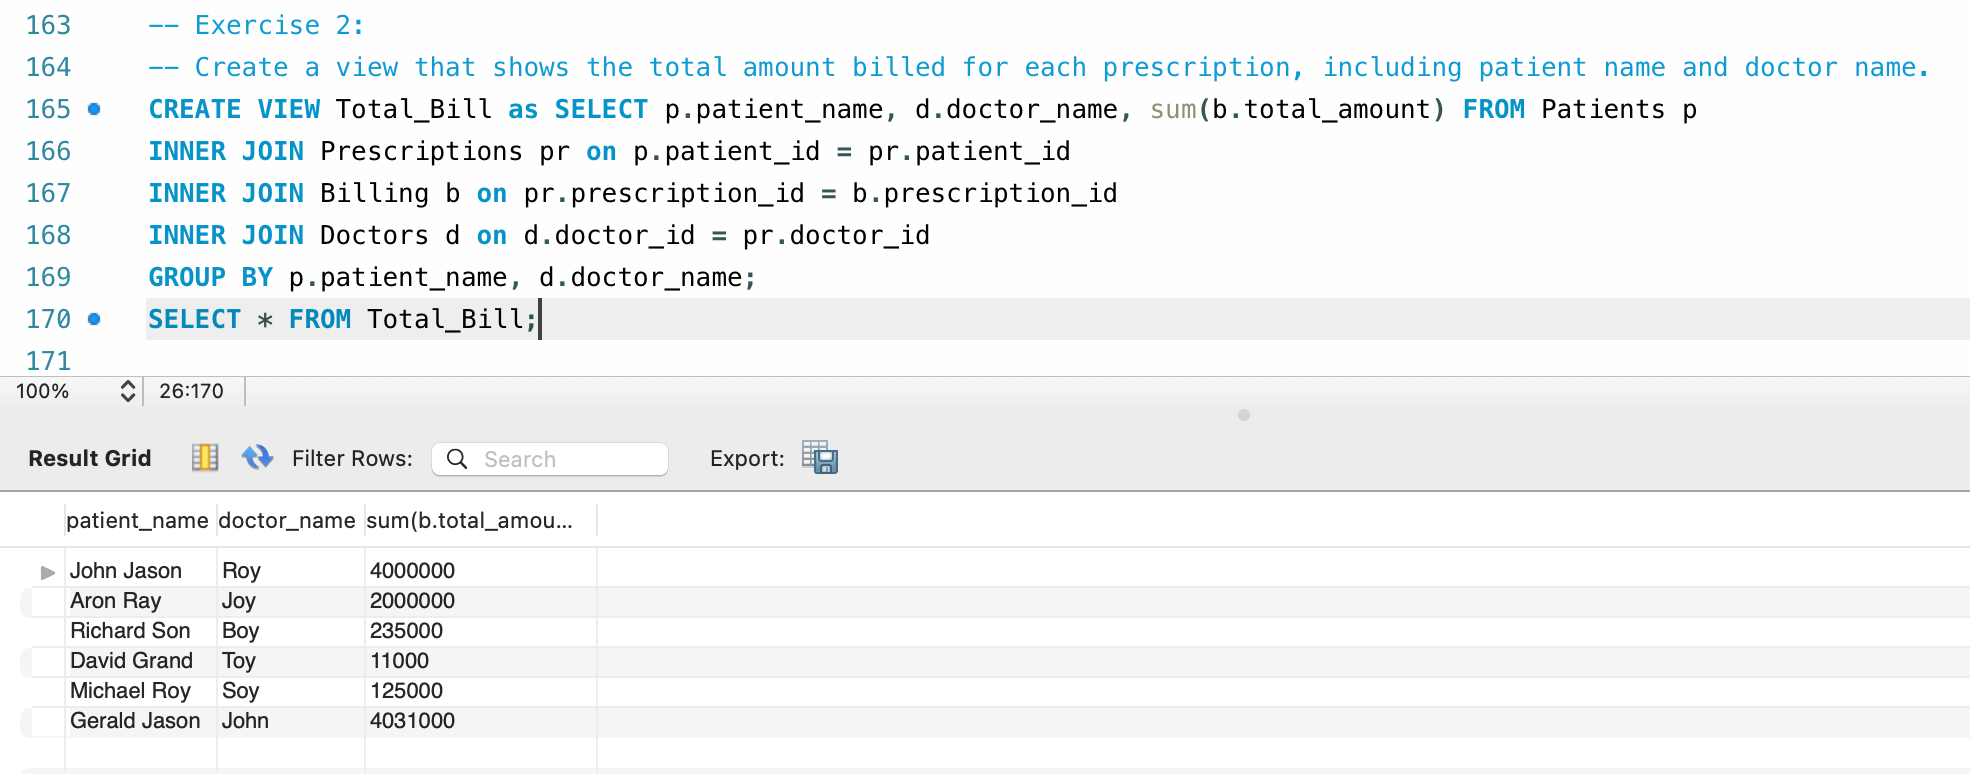 163 -- Exercise 2:
164 -- Create a view that shows the total amount billed for each prescription, including patient name and doctor name.
165 CREATE VIEW Total_Bill as SELECT p.patient_name, d.doctor_name, sum(b.total_amount) FROM Patients p
166 INNER JOIN Prescriptions pr on p.patient_id = pr.patient_id
167 INNER JOIN Billing b on pr.prescription_id = b.prescription_id
168 INNER JOIN Doctors d on d.doctor_id = pr.doctor_id
169 GROUP BY p.patient_name, d.doctor_name;
170 SELECT * FROM Total_Bill;
171
100% 26:170
Result Grid Filter Rows: Search Export:
patient_name doctor_name sum(b.total_amou...
John Jason Roy 4000000
Aron Ray Joy 2000000
Richard Son Boy 235000
David Grand Toy 11000
Michael Roy Soy 125000
Gerald Jason John 4031000